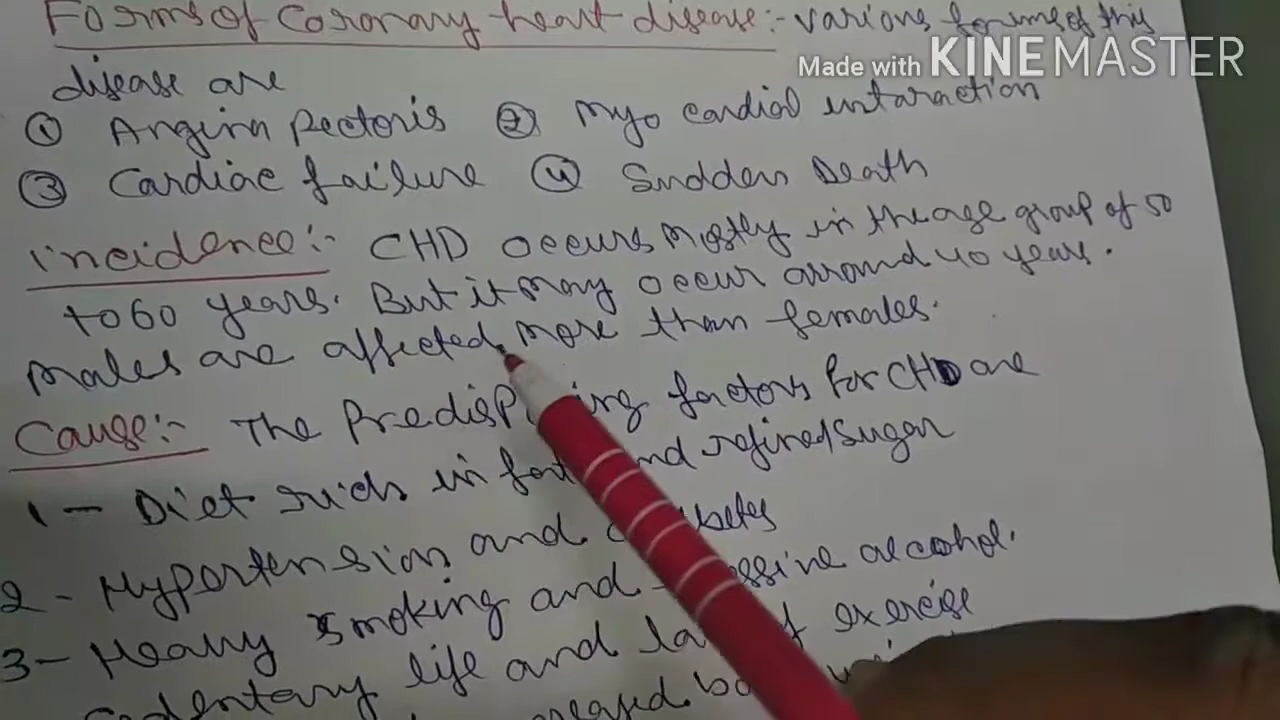 Forms of Coronary heart disease:- various forms of this
Made with KINEMASTER
disease are
① Angina Pectoris ② Myo cardial intaraction
③ Cardiac failure ④ Sudden Death
incidence:- CHD occurs mostly in the age group of 50
to 60 years. But it may occur arround 40 years.
Males are affected more than females.
Cause:- The Predisp ing factors for CHD are
1 - Diet rich in fat and refined Sugar
2 - Hypertension and
3 - Heavy smoking and alcohol.
life and exercise